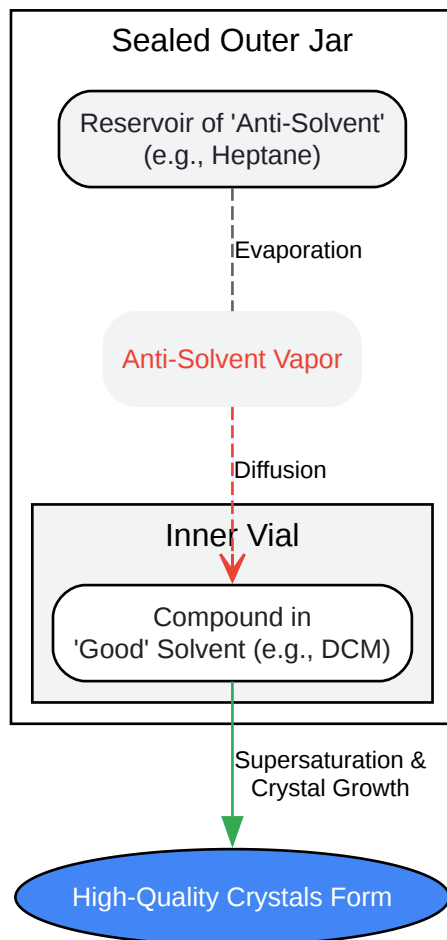 Sealed Outer Jar
Reservoir of 'Anti-Solvent'
(e.g., Heptane)
Evaporation
Anti-Solvent Vapor
Diffusion
Inner Vial
Compound in
'Good' Solvent (e.g., DCM)
Supersaturation &
Crystal Growth
High-Quality Crystals Form